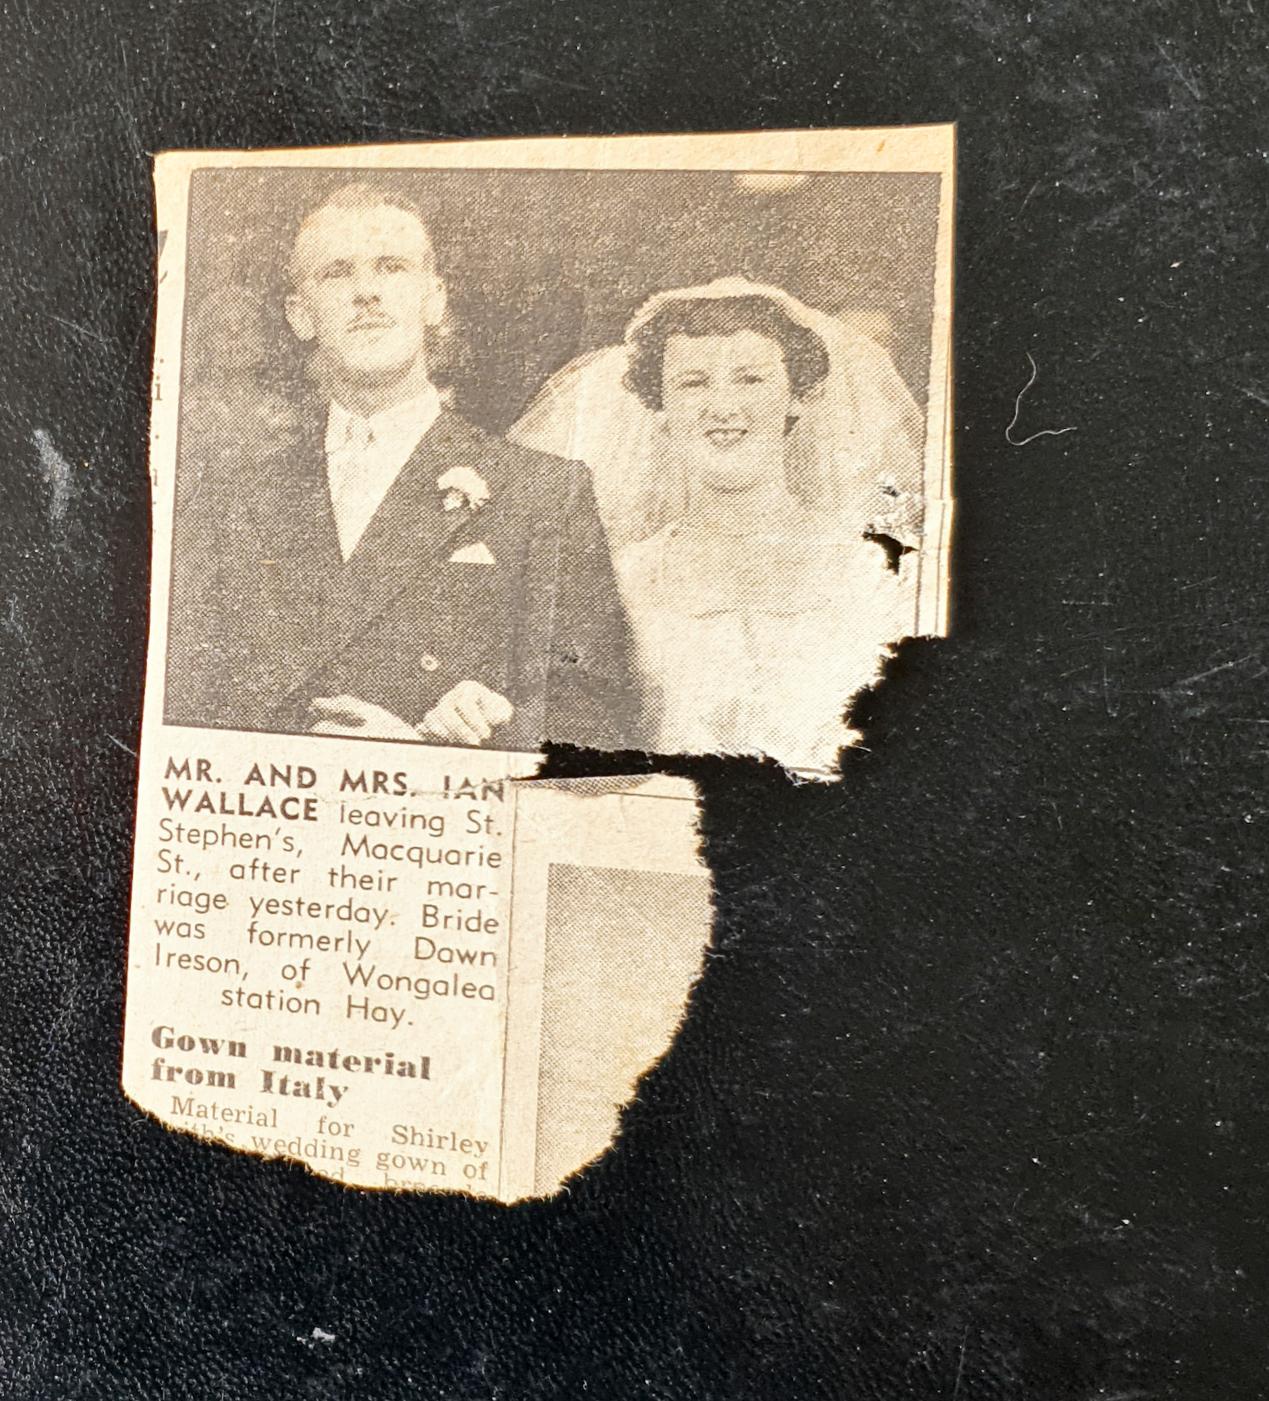 MR. AND MRS. IAN
WALLACE leaving St.
Stephen's, Macquarie
St., after their mar-
riage yesterday. Bride
was formerly Dawn
Ireson, of Wongalea
station Hay.
Gown material
from Italy
Material for Shirley
wedding gown of